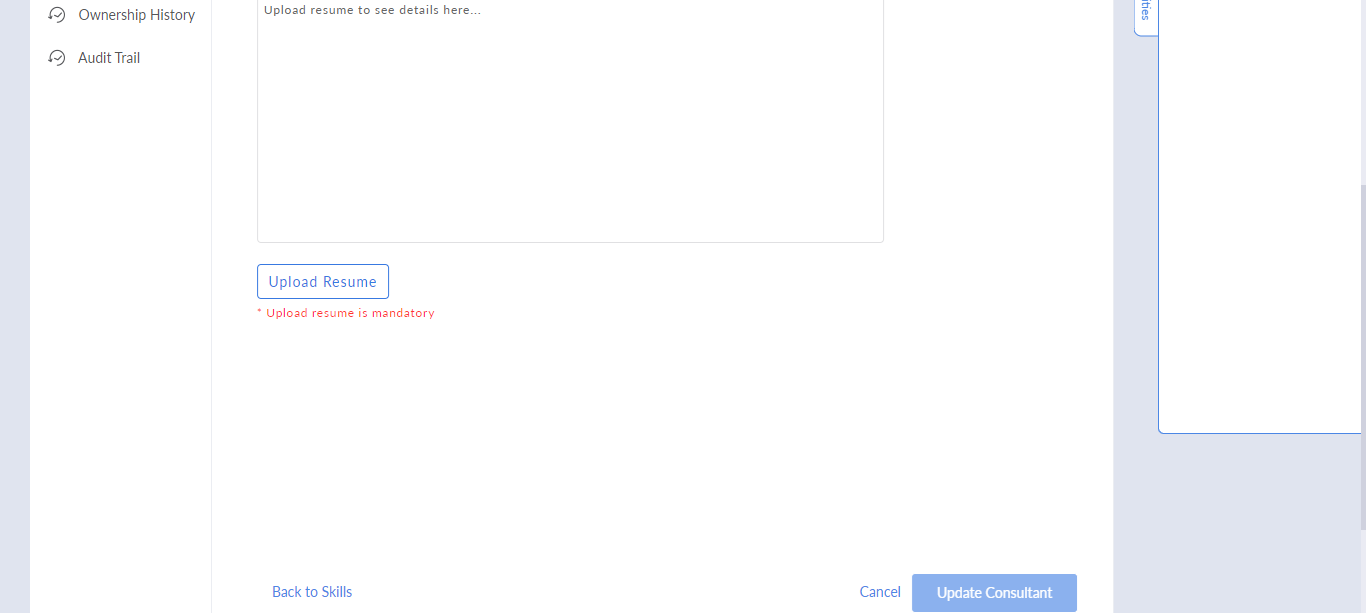 Ownership History
Audit Trail
Upload resume to see details here...
Upload Resume
* Upload resume is mandatory
Back to Skills
Cancel
Update Consultant